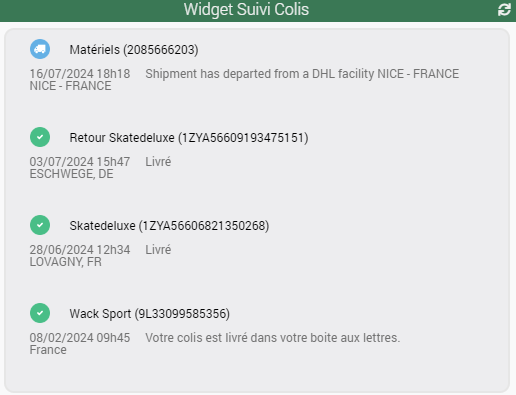 Widget Suivi Colis
Matériels (2085666203)
16/07/2024 18h18 Shipment has departed from a DHL facility NICE - FRANCE
NICE - FRANCE
Retour Skatedeluxe (1ZYA56609193475151)
03/07/2024 15h47 Livré
ESCHWEGE, DE
Skatedeluxe (1ZYA56606821350268)
28/06/2024 12h34 Livré
LOVAGNY, FR
Wack Sport (9L33099585356)
08/02/2024 09h45 Votre colis est livré dans votre boite aux lettres.
France